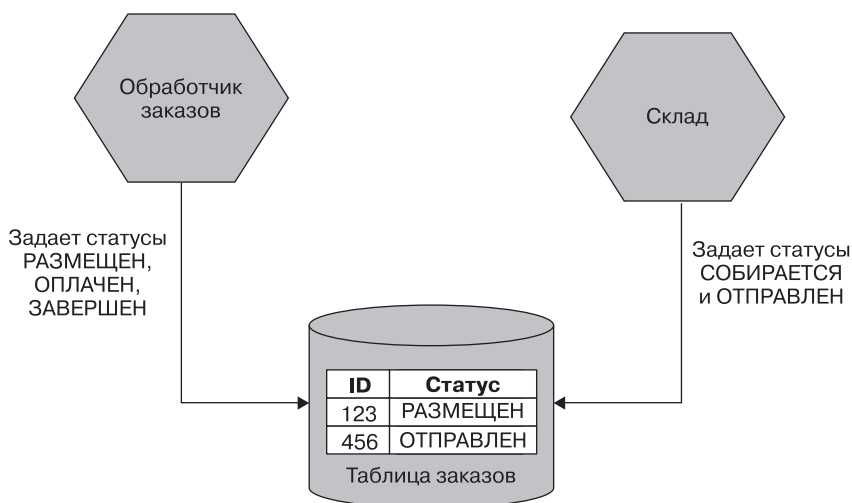 Обработчик
заказов
Склад
Задает статусы
РАЗМЕЩЕН,
ОПЛАЧЕН,
ЗАВЕРШЕН
Задает статусы
СОБИРАЕТСЯ
и ОТПРАВЛЕН
ID Статус
123 РАЗМЕЩЕН
456 ОТПРАВЛЕН
Таблица заказов